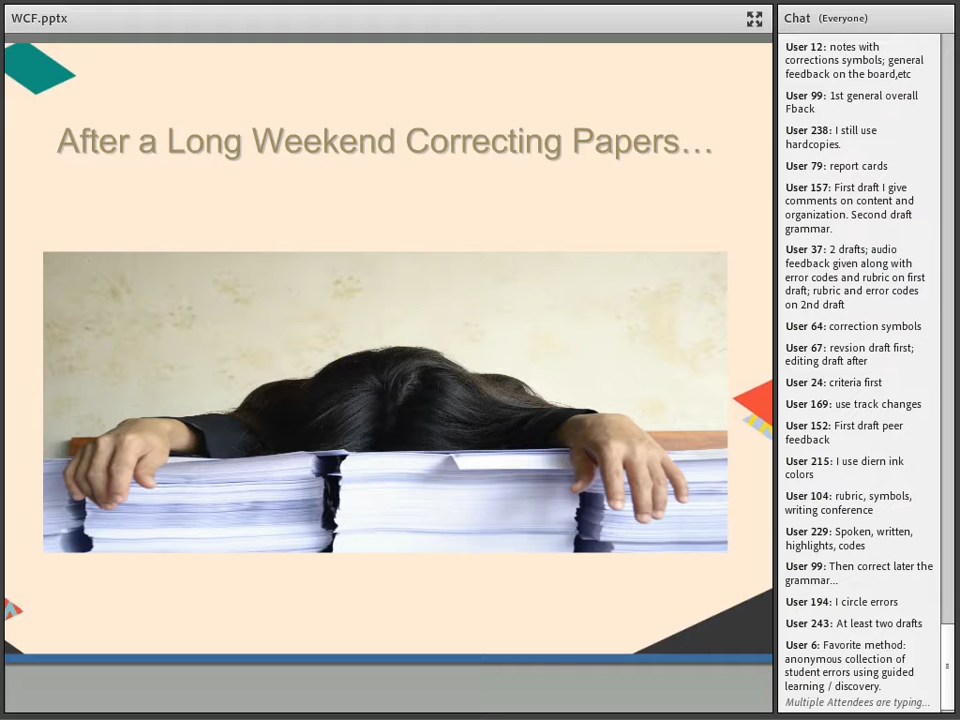 WCF.pptx
After a Long Weekend Correcting Papers...
Chat (Everyone)
User 12: notes with
corrections symbols; general
feedback on the board,etc
User 99: 1st general overall
Fback
User 238: I still use
hardcopies.
User 79: report cards
User 157: First draft I give
comments on content and
organization. Second draft
grammar.
User 37: 2 drafts; audio
feedback given along with
error codes and rubric on first
draft; rubric and error codes
on 2nd draft
User 64: correction symbols
User 67: revsion draft first;
editing draft after
User 24: criteria first
User 169: use track changes
User 152: First draft peer
feedback
User 215: I use diern ink
colors
User 104: rubric, symbols,
writing conference
User 229: Spoken, written,
highlights, codes
User 99: Then correct later the
grammar...
User 194: I circle errors
User 243: At least two drafts
User 6: Favorite method:
anonymous collection of
student errors using guided
learning / discovery.
Multiple Attendees are typing...